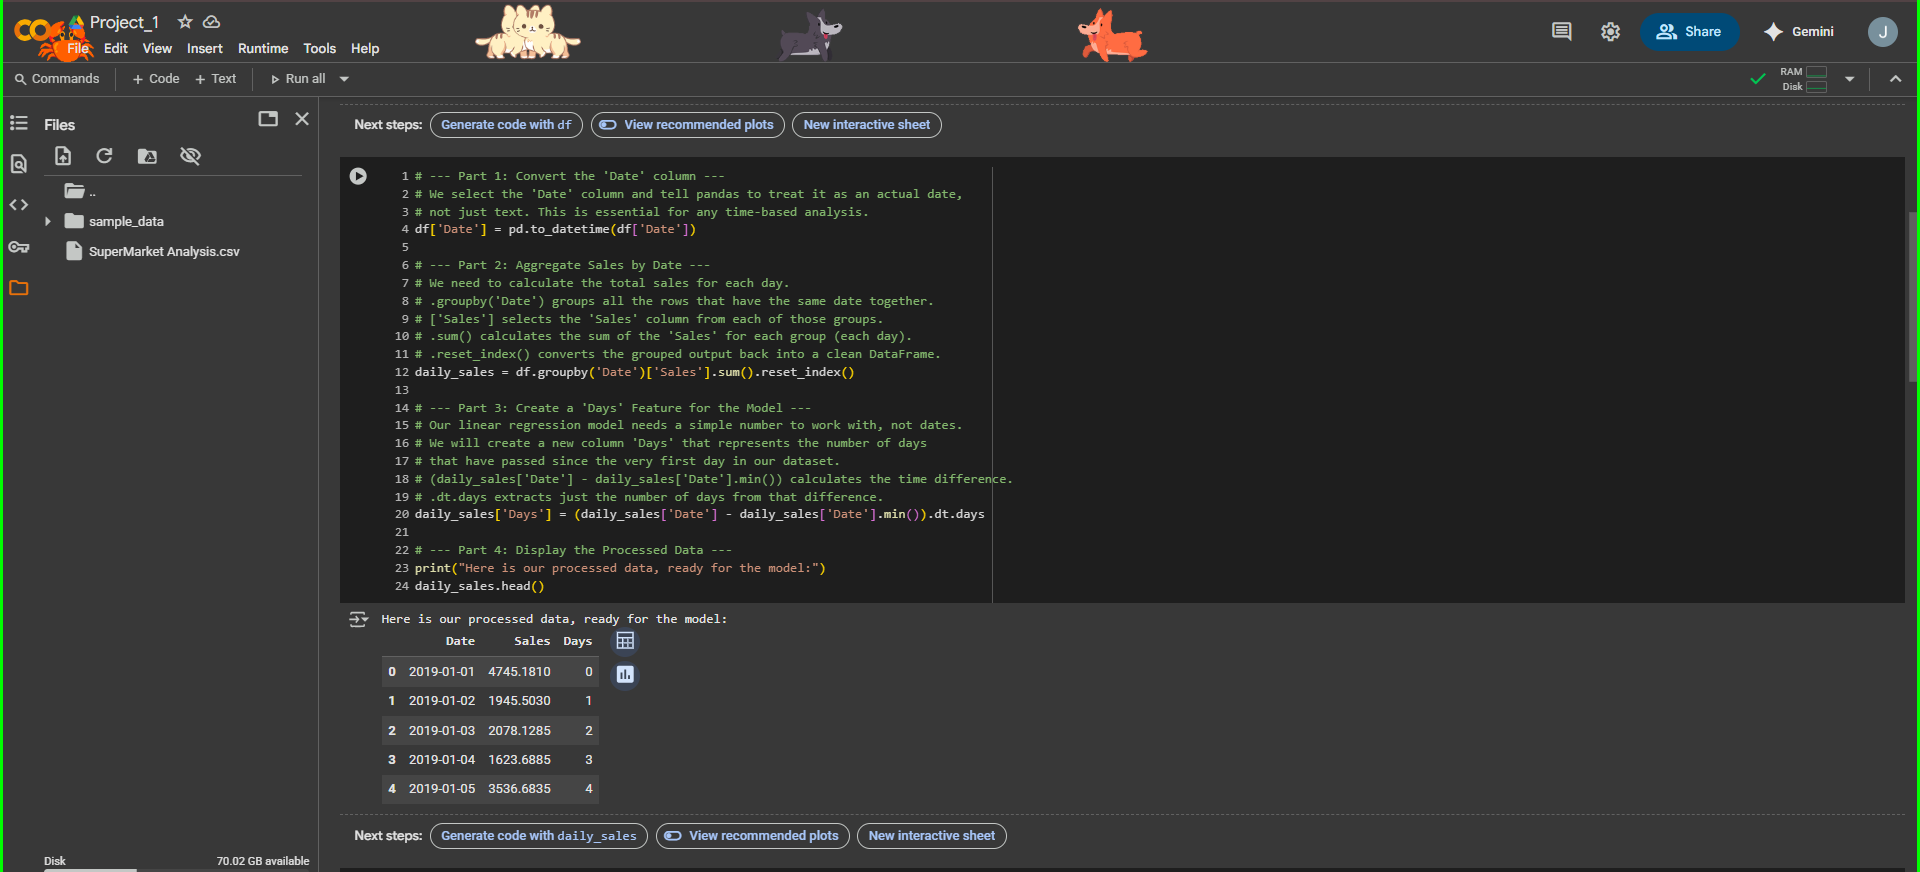 CO
Project_1
File Edit View Insert Runtime Tools Help
Share
Gemini
J
Commands + Code + Text Run all
RAM
Disk
Files
..
sample_data
SuperMarket Analysis.csv
Disk 70.02 GB available
Next steps: Generate code with df View recommended plots New interactive sheet
1 # --- Part 1: Convert the 'Date' column ---
2 # We select the 'Date' column and tell pandas to treat it as an actual date,
3 # not just text. This is essential for any time-based analysis.
4 df['Date'] = pd.to_datetime(df['Date'])
5
6 # --- Part 2: Aggregate Sales by Date ---
7 # We need to calculate the total sales for each day.
8 # .groupby('Date') groups all the rows that have the same date together.
9 # ['Sales'] selects the 'Sales' column from each of those groups.
10 # .sum() calculates the sum of the 'Sales' for each group (each day).
11 # .reset_index() converts the grouped output back into a clean DataFrame.
12 daily_sales = df.groupby('Date')['Sales'].sum().reset_index()
13
14 # --- Part 3: Create a 'Days' Feature for the Model ---
15 # Our linear regression model needs a simple number to work with, not dates.
16 # We will create a new column 'Days' that represents the number of days
17 # that have passed since the very first day in our dataset.
18 # (daily_sales['Date'] - daily_sales['Date'].min()) calculates the time difference.
19 # .dt.days extracts just the number of days from that difference.
20 daily_sales['Days'] = (daily_sales['Date'] - daily_sales['Date'].min()).dt.days
21
22 # --- Part 4: Display the Processed Data ---
23 print("Here is our processed data, ready for the model:")
24 daily_sales.head()
Here is our processed data, ready for the model:
Date Sales Days
0 2019-01-01 4745.1810 0
1 2019-01-02 1945.5030 1
2 2019-01-03 2078.1285 2
3 2019-01-04 1623.6885 3
4 2019-01-05 3536.6835 4
Next steps: Generate code with daily_sales View recommended plots New interactive sheet